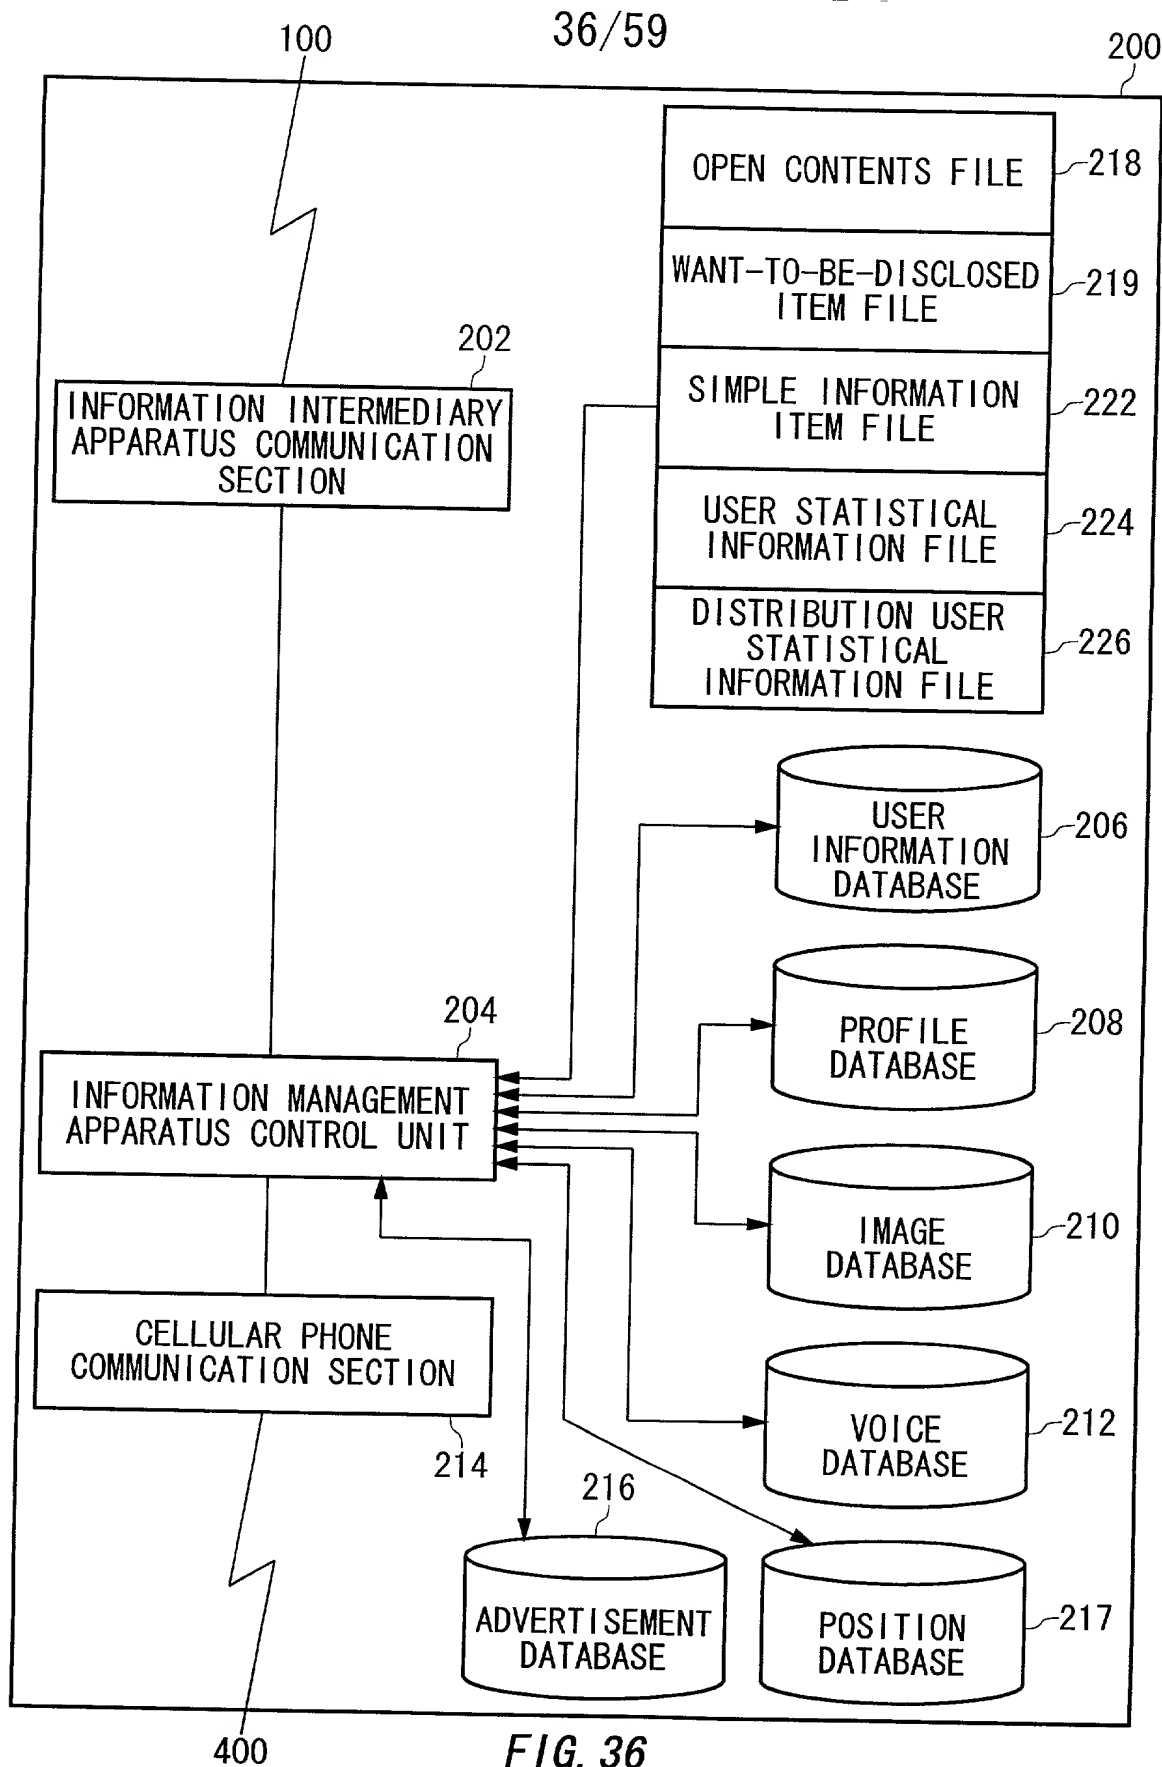 36/59
100
200
OPEN CONTENTS FILE
218
WANT-TO-BE-DISCLOSED
ITEM FILE
219
202
INFORMATION INTERMEDIARY
APPARATUS COMMUNICATION
SECTION
SIMPLE INFORMATION
ITEM FILE
222
USER STATISTICAL
INFORMATION FILE
224
DISTRIBUTION USER
STATISTICAL
INFORMATION FILE
226
USER
INFORMATION
DATABASE
206
204
INFORMATION MANAGEMENT
APPARATUS CONTROL UNIT
PROFILE
DATABASE
208
IMAGE
DATABASE
210
CELLULAR PHONE
COMMUNICATION SECTION
214
VOICE
DATABASE
212
216
ADVERTISEMENT
DATABASE
POSITION
DATABASE
217
400
FIG. 36